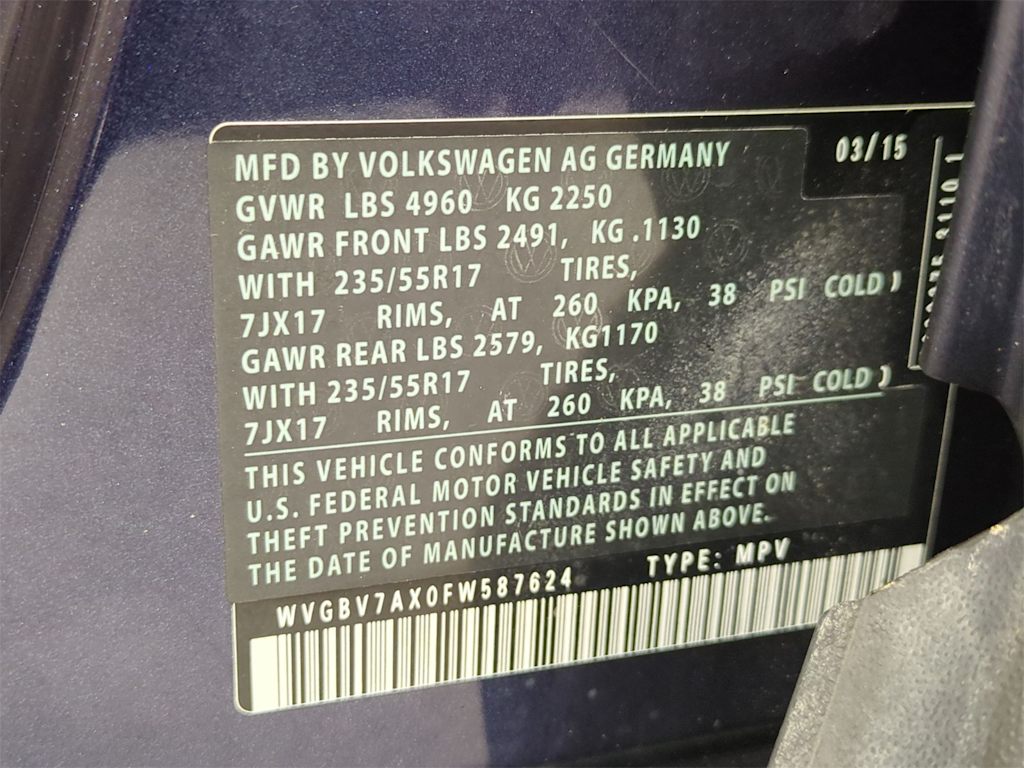 MFD BY VOLKSWAGEN AG GERMANY 03/15
GVWR LBS 4960 KG 2250
GAWR FRONT LBS 2491, KG .1130
WITH 235/55R17 TIRES,
7JX17 RIMS, AT 260 KPA, 38 PSI COLD)
GAWR REAR LBS 2579, KG1170
WITH 235/55R17 TIRES,
7JX17 RIMS, AT 260 KPA, 38 PSI COLD)
THIS VEHICLE CONFORMS TO ALL APPLICABLE
U.S. FEDERAL MOTOR VEHICLE SAFETY AND
THEFT PREVENTION STANDARDS IN EFFECT ON
THE DATE OF MANUFACTURE SHOWN ABOVE.
WVGBV7AX0FW587624 TYPE: MPV